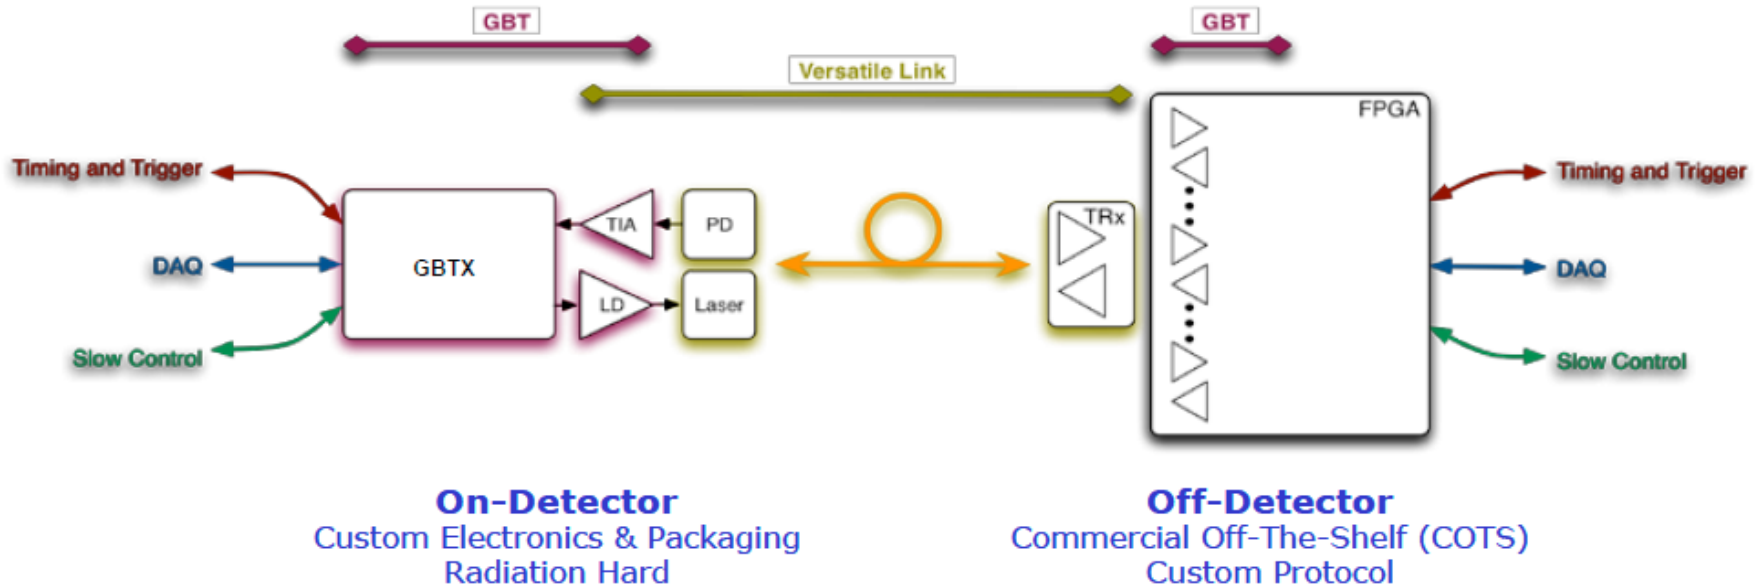 GBT
GBT
Versatile Link
FPGA
Timing and Trigger
DAQ
Slow Control
GBTX
TIA
PD
LD
Laser
TRx
Timing and Trigger
DAQ
Slow Control
On-Detector
Custom Electronics & Packaging
Radiation Hard
Off-Detector
Commercial Off-The-Shelf (COTS)
Custom Protocol